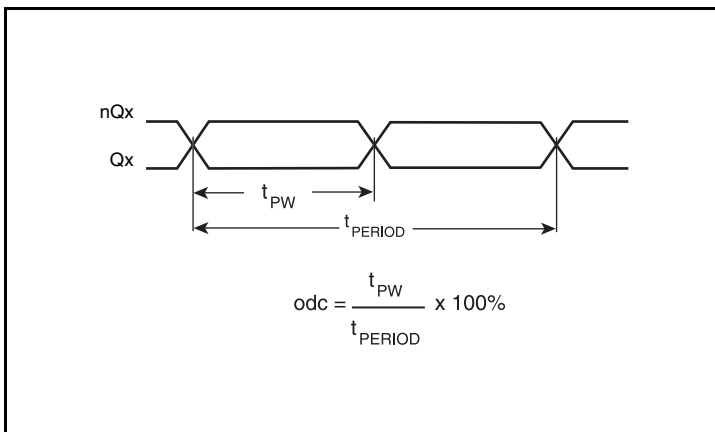 nQx
Qx
tPW
tPERIOD
odc = tPW / tPERIOD x 100%